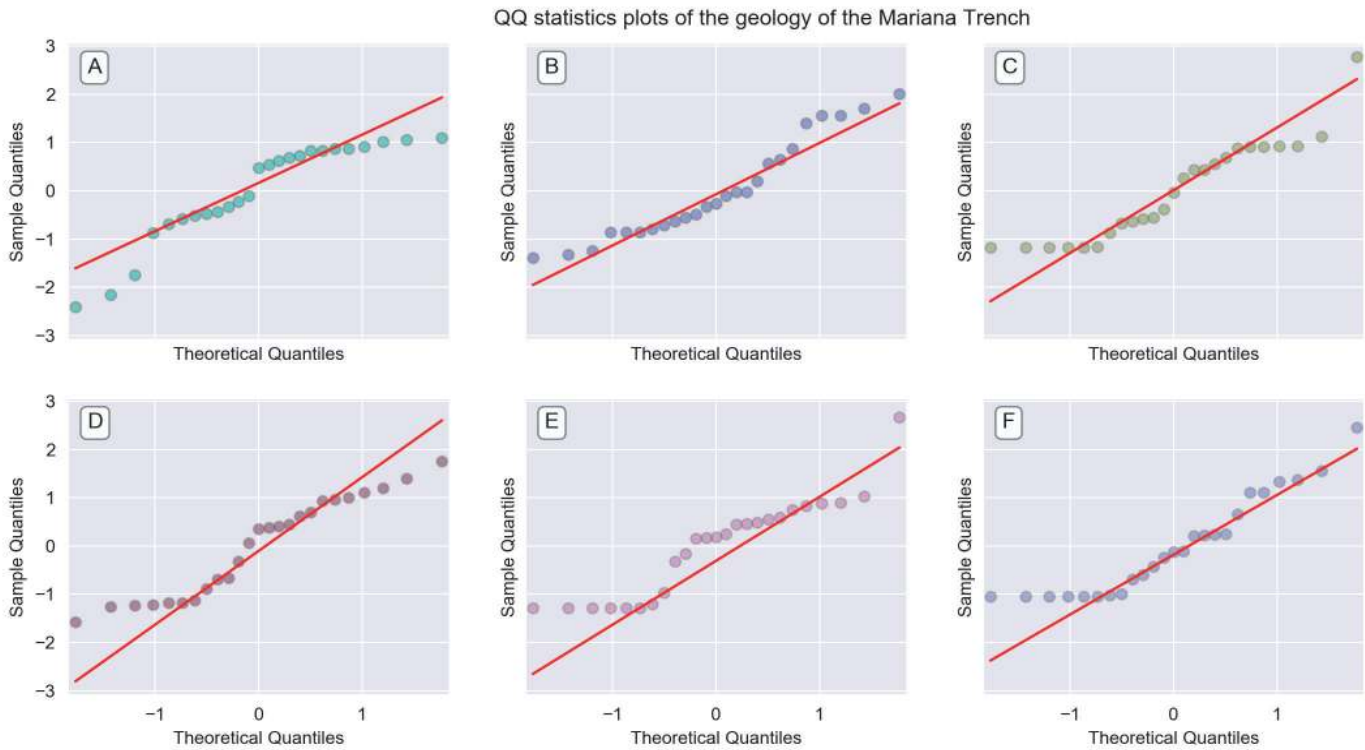 QQ statistics plots of the geology of the Mariana Trench
A
B
C
3
2
1
0
−1
−2
−3
Sample Quantiles
Sample Quantiles
Sample Quantiles
Theoretical Quantiles
Theoretical Quantiles
Theoretical Quantiles
D
E
F
3
2
1
0
−1
−2
−3
Sample Quantiles
Sample Quantiles
Sample Quantiles
−1 0 1
−1 0 1
−1 0 1
Theoretical Quantiles
Theoretical Quantiles
Theoretical Quantiles